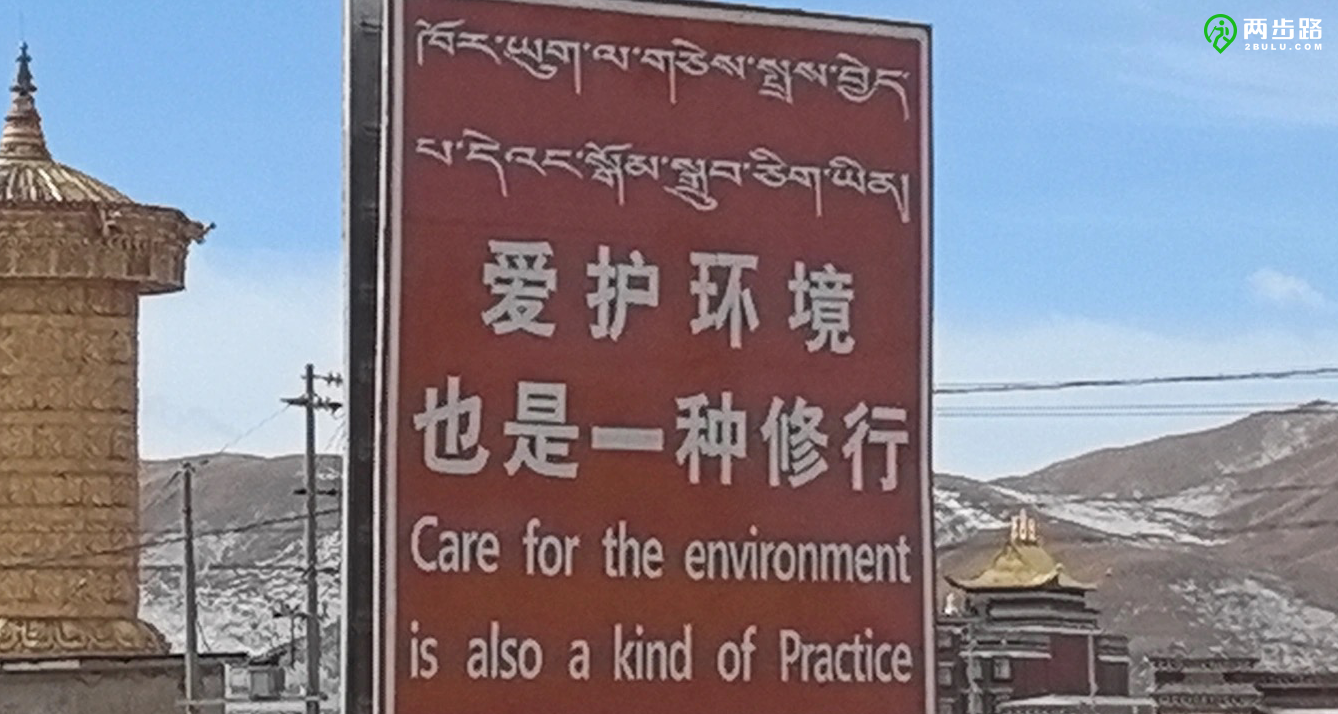 ཁོར་ཡུག་ལ་གཅེས་སྤྲས་བྱེད་
པ་དེའང་སྒོམ་སྒྲུབ་ཅིག་ཡིན།
爱护环境
也是一种修行
Care for the environment
is also a kind of Practice
两步路
2BULU.COM